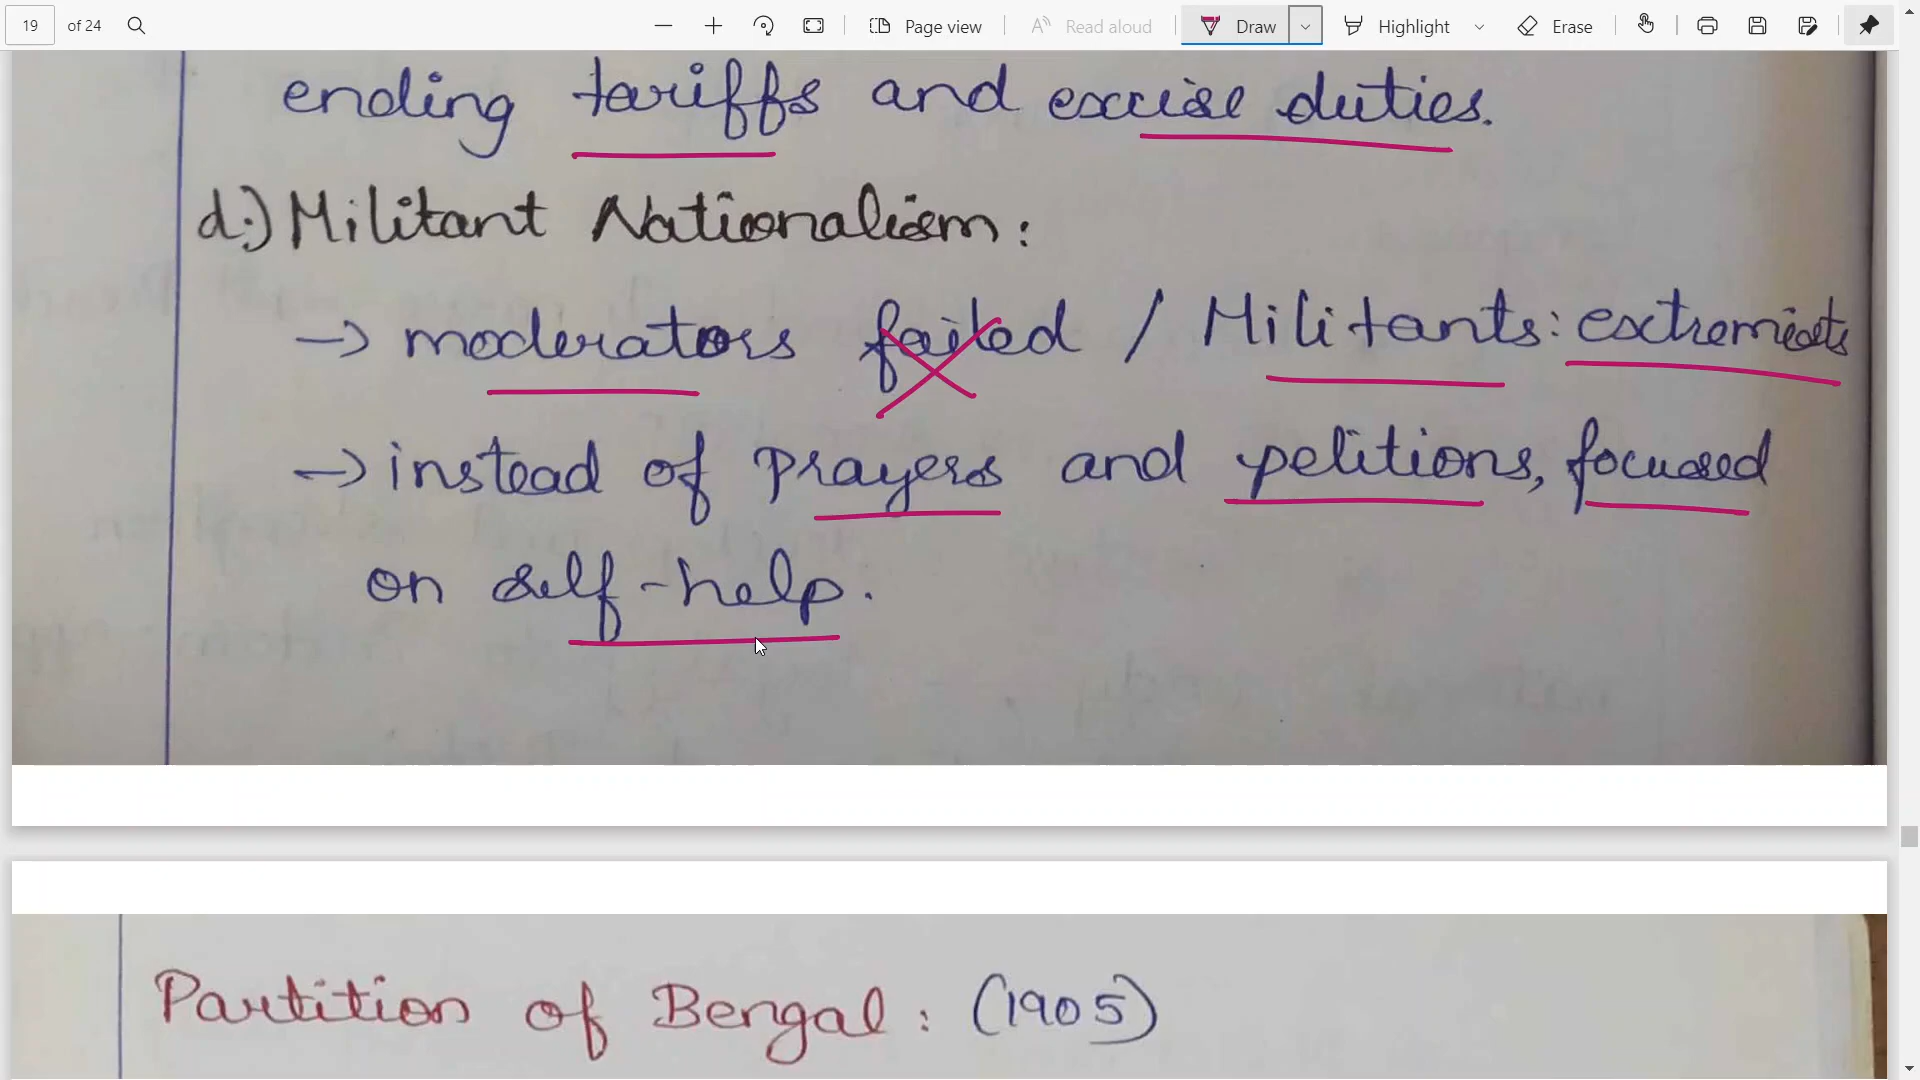 19 of 24 Page view Read aloud Draw Highlight Erase
ending tariffs and excise duties.
d.) Militant Nationalism:
→ moderators failed / Militants: extremists
→ instead of prayers and petitions, focused
on self-help.
Partition of Bengal: (1905)